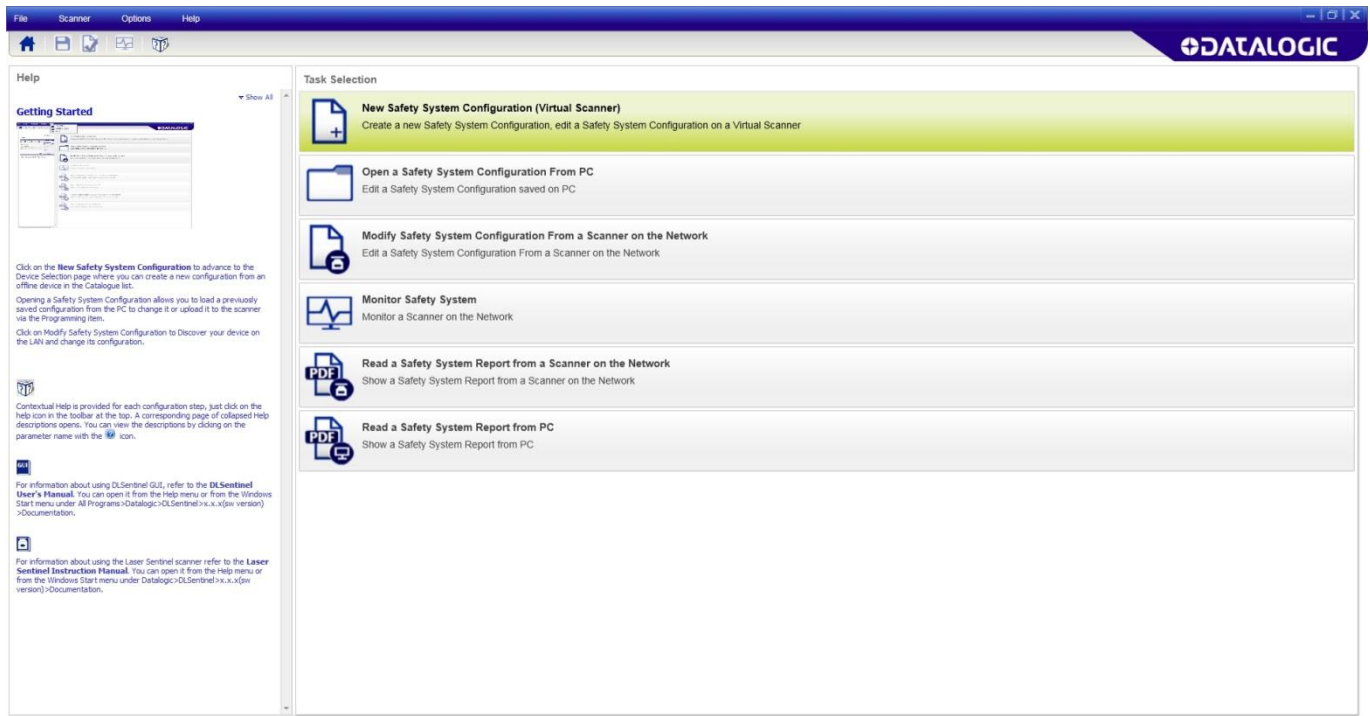 File Scanner Options Help
DATALOGIC
Help
Show All
Getting Started
Click on the New Safety System Configuration to advance to the
Device Selection page where you can create a new configuration from an
offline device in the Catalogue list.
Opening a Safety System Configuration allows you to load a previuosly
saved configuration from the PC to change it or upload it to the scanner
via the Programming item.
Click on Modify Safety System Configuration to Discover your device on
the LAN and change its configuration.
Contextual Help is provided for each configuration step, just click on the
help icon in the toolbar at the top. A corresponding page of collapsed Help
descriptions opens. You can view the descriptions by clicking on the
parameter name with the icon.
GUI
For information about using DLSentinel GUI, refer to the DLSentinel
User's Manual. You can open it from the Help menu or from the Windows
Start menu under All Programs>Datalogic>DLSentinel>x.x.x(sw version)
>Documentation.
For information about using the Laser Sentinel scanner refer to the Laser
Sentinel Instruction Manual. You can open it from the Help menu or
from the Windows Start menu under Datalogic>DLSentinel>x.x.x(sw
version)>Documentation.
Task Selection
New Safety System Configuration (Virtual Scanner)
Create a new Safety System Configuration, edit a Safety System Configuration on a Virtual Scanner
Open a Safety System Configuration From PC
Edit a Safety System Configuration saved on PC
Modify Safety System Configuration From a Scanner on the Network
Edit a Safety System Configuration From a Scanner on the Network
Monitor Safety System
Monitor a Scanner on the Network
PDF
Read a Safety System Report from a Scanner on the Network
Show a Safety System Report from a Scanner on the Network
PDF
Read a Safety System Report from PC
Show a Safety System Report from PC